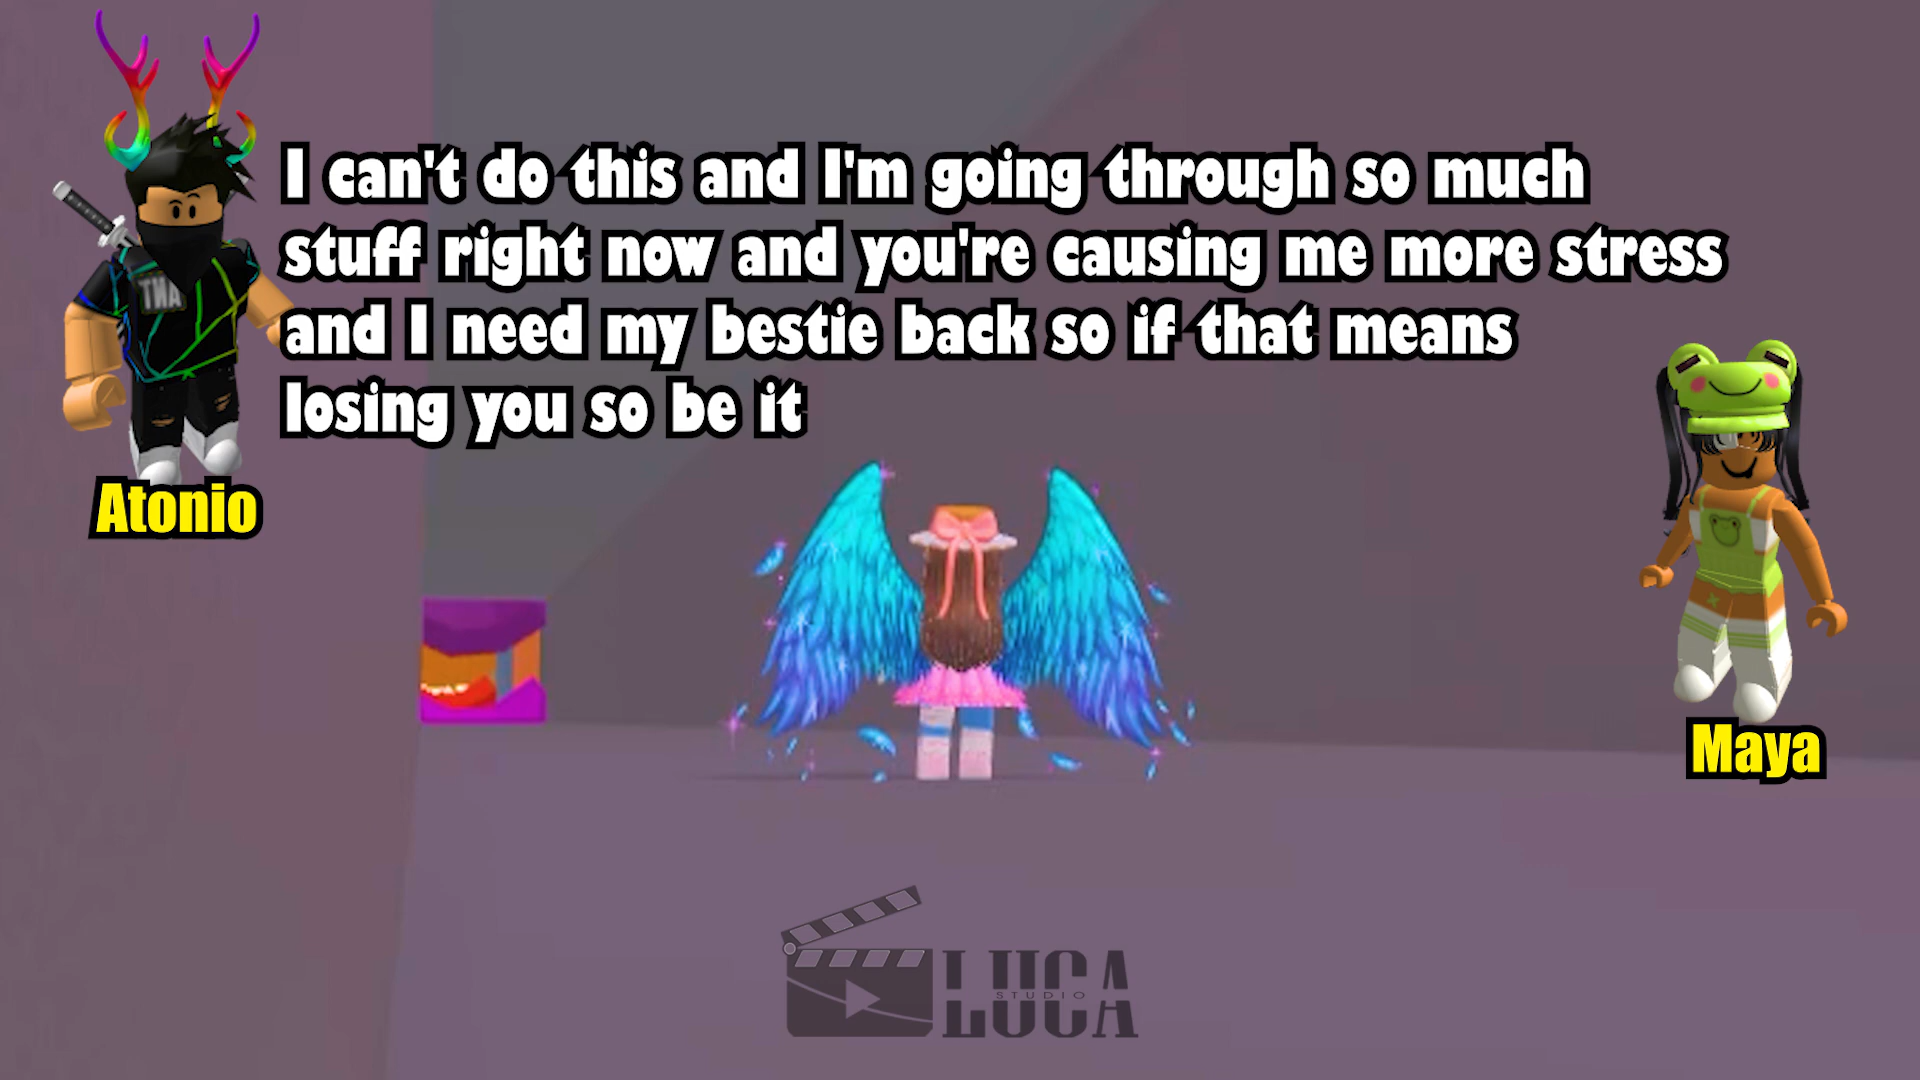 I can't do this and I'm going through so much
stuff right now and you're causing me more stress
and I need my bestie back so if that means
losing you so be it
Atonio
Maya
LUCA
STUDIO